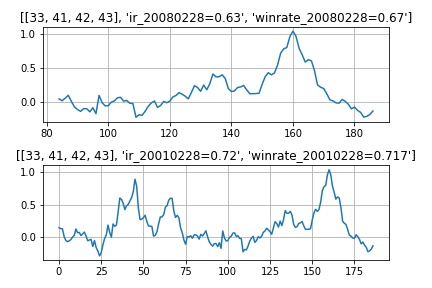 [[33, 41, 42, 43], 'ir_20080228=0.63', 'winrate_20080228=0.67']
1.0
0.5
0.0
80 100 120 140 160 180
[[33, 41, 42, 43], 'ir_20010228=0.72', 'winrate_20010228=0.717']
1.0
0.5
0.0
0 25 50 75 100 125 150 175